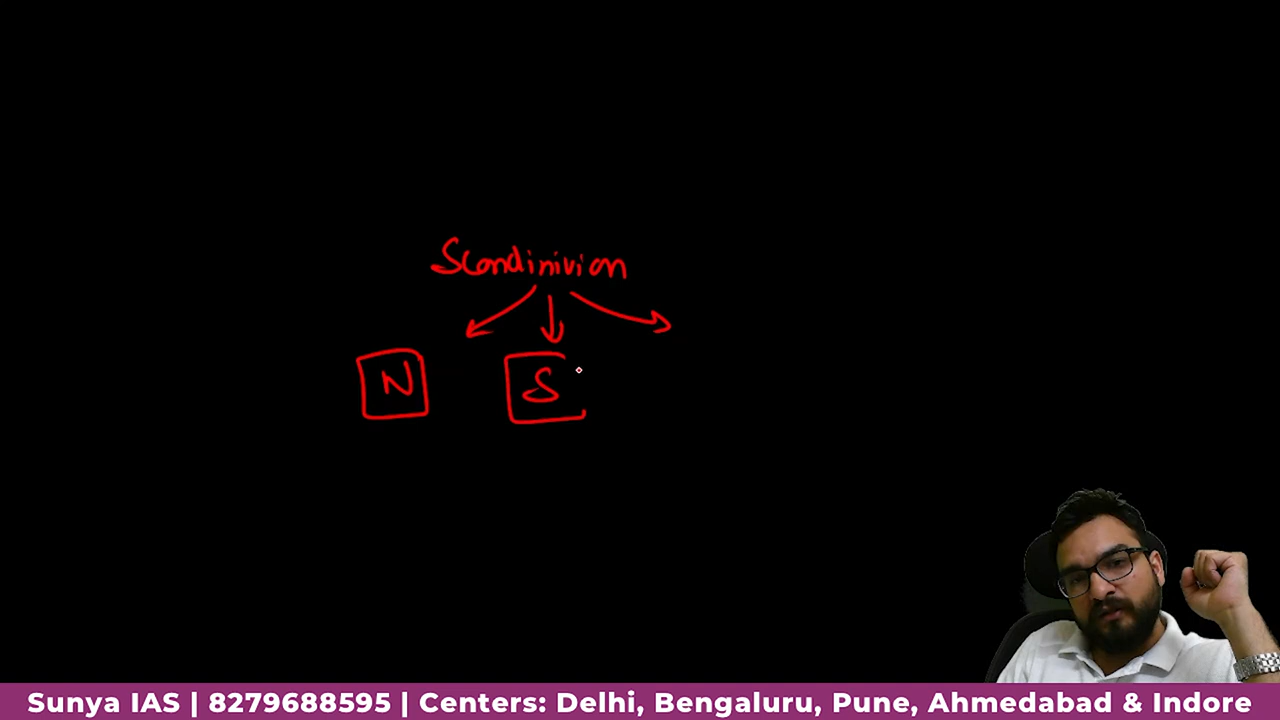 Scandinivian
N S
Sunya IAS | 8279688595 | Centers: Delhi, Bengaluru, Pune, Ahmedabad & Indore